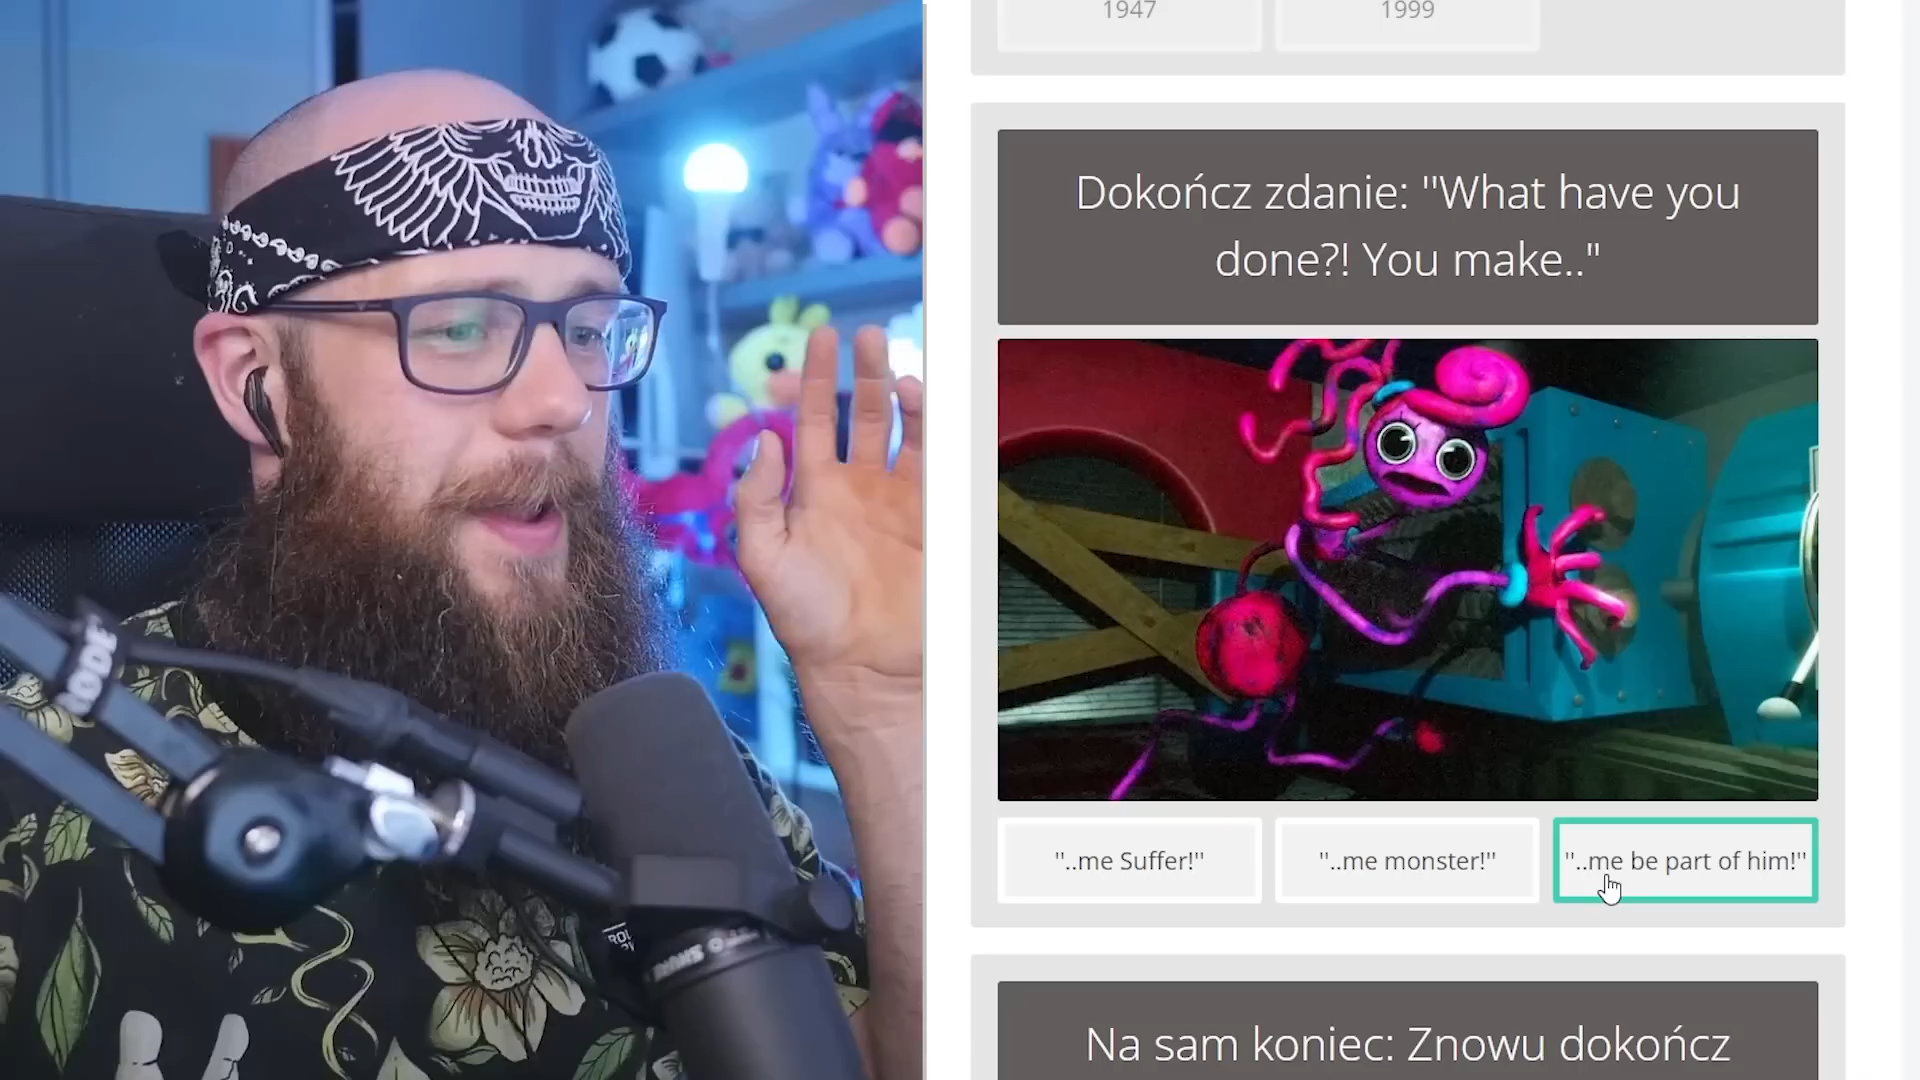 1947
1999
Dokończ zdanie: "What have you
done?! You make.."
"..me Suffer!"
"..me monster!"
"..me be part of him!"
Na sam koniec: Znowu dokończ
RODE